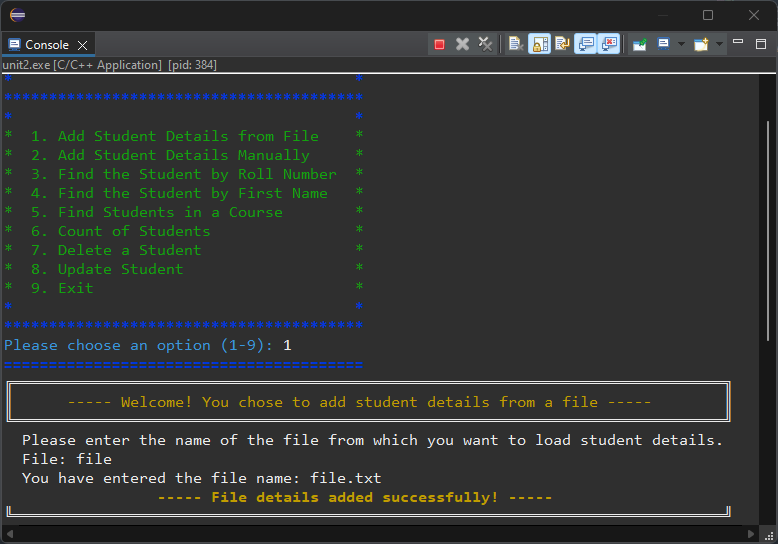 Console
unit2.exe [C/C++ Application] [pid: 384]
* *
****************************************
* *
* 1. Add Student Details from File *
* 2. Add Student Details Manually *
* 3. Find the Student by Roll Number *
* 4. Find the Student by First Name *
* 5. Find Students in a Course *
* 6. Count of Students *
* 7. Delete a Student *
* 8. Update Student *
* 9. Exit *
* *
****************************************
Please choose an option (1-9): 1
========================================
----- Welcome! You chose to add student details from a file -----
Please enter the name of the file from which you want to load student details.
File: file
You have entered the file name: file.txt
----- File details added successfully! -----